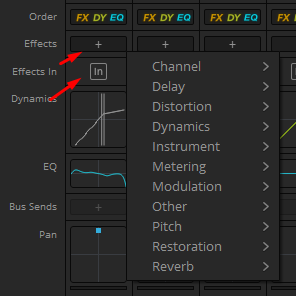 Order FX DY EQ FX DY EQ FX DY EQ
Effects + + +
Effects In In
Channel >
Delay >
Dynamics Distortion >
Dynamics >
Instrument >
EQ Metering >
Modulation >
Bus Sends + Other >
Pan Pitch >
Restoration >
Reverb >